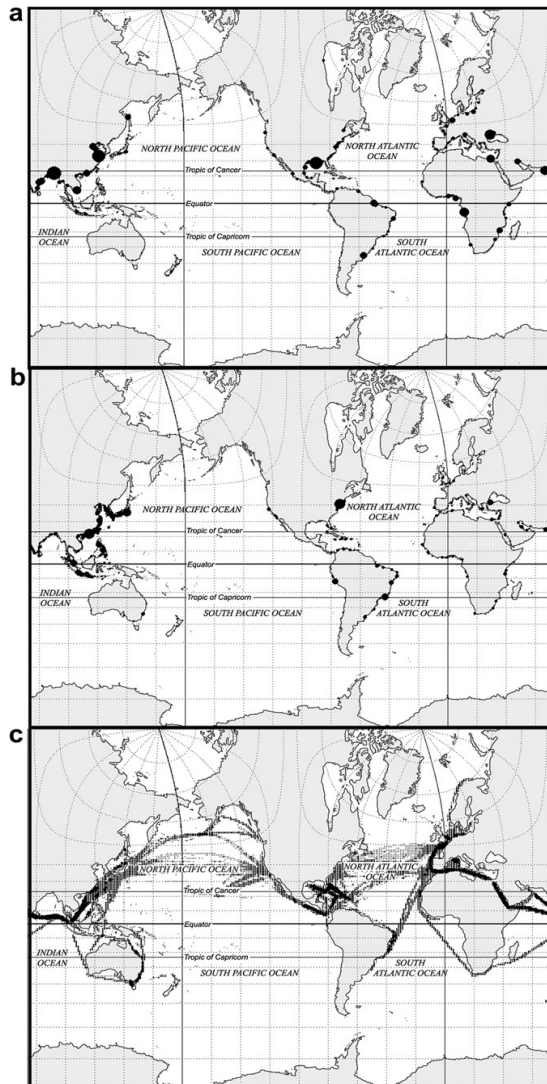 a
NORTH PACIFIC OCEAN
NORTH ATLANTIC
OCEAN
Tropic of Cancer
Equator
INDIAN
OCEAN
Tropic of Capricorn
SOUTH PACIFIC OCEAN
SOUTH
ATLANTIC OCEAN
b
NORTH PACIFIC OCEAN
NORTH ATLANTIC
OCEAN
Tropic of Cancer
Equator
INDIAN
OCEAN
Tropic of Capricorn
SOUTH PACIFIC OCEAN
SOUTH
ATLANTIC OCEAN
c
NORTH PACIFIC OCEAN
NORTH ATLANTIC
OCEAN
Tropic of Cancer
Equator
INDIAN
OCEAN
Tropic of Capricorn
SOUTH PACIFIC OCEAN
SOUTH
ATLANTIC OCEAN